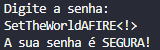 Digite a senha:
SetTheWorldAFIRE<!>
A sua senha é SEGURA!